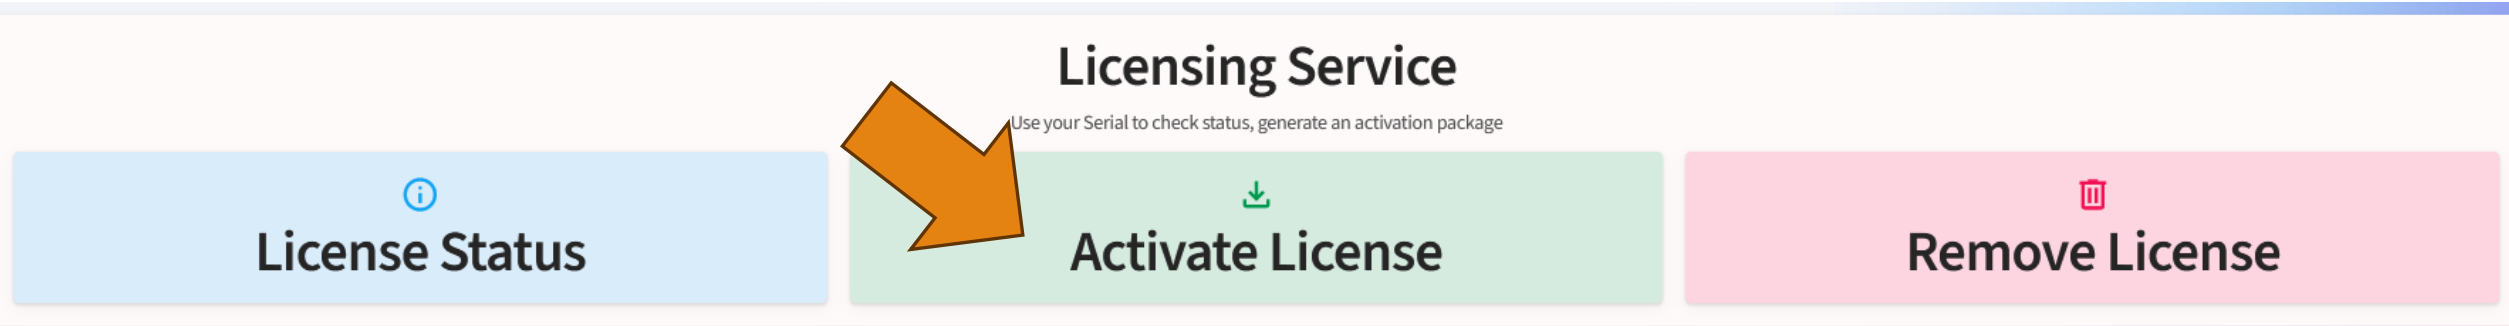 Licensing Service
Use your Serial to check status, generate an activation package
License Status
Activate License
Remove License